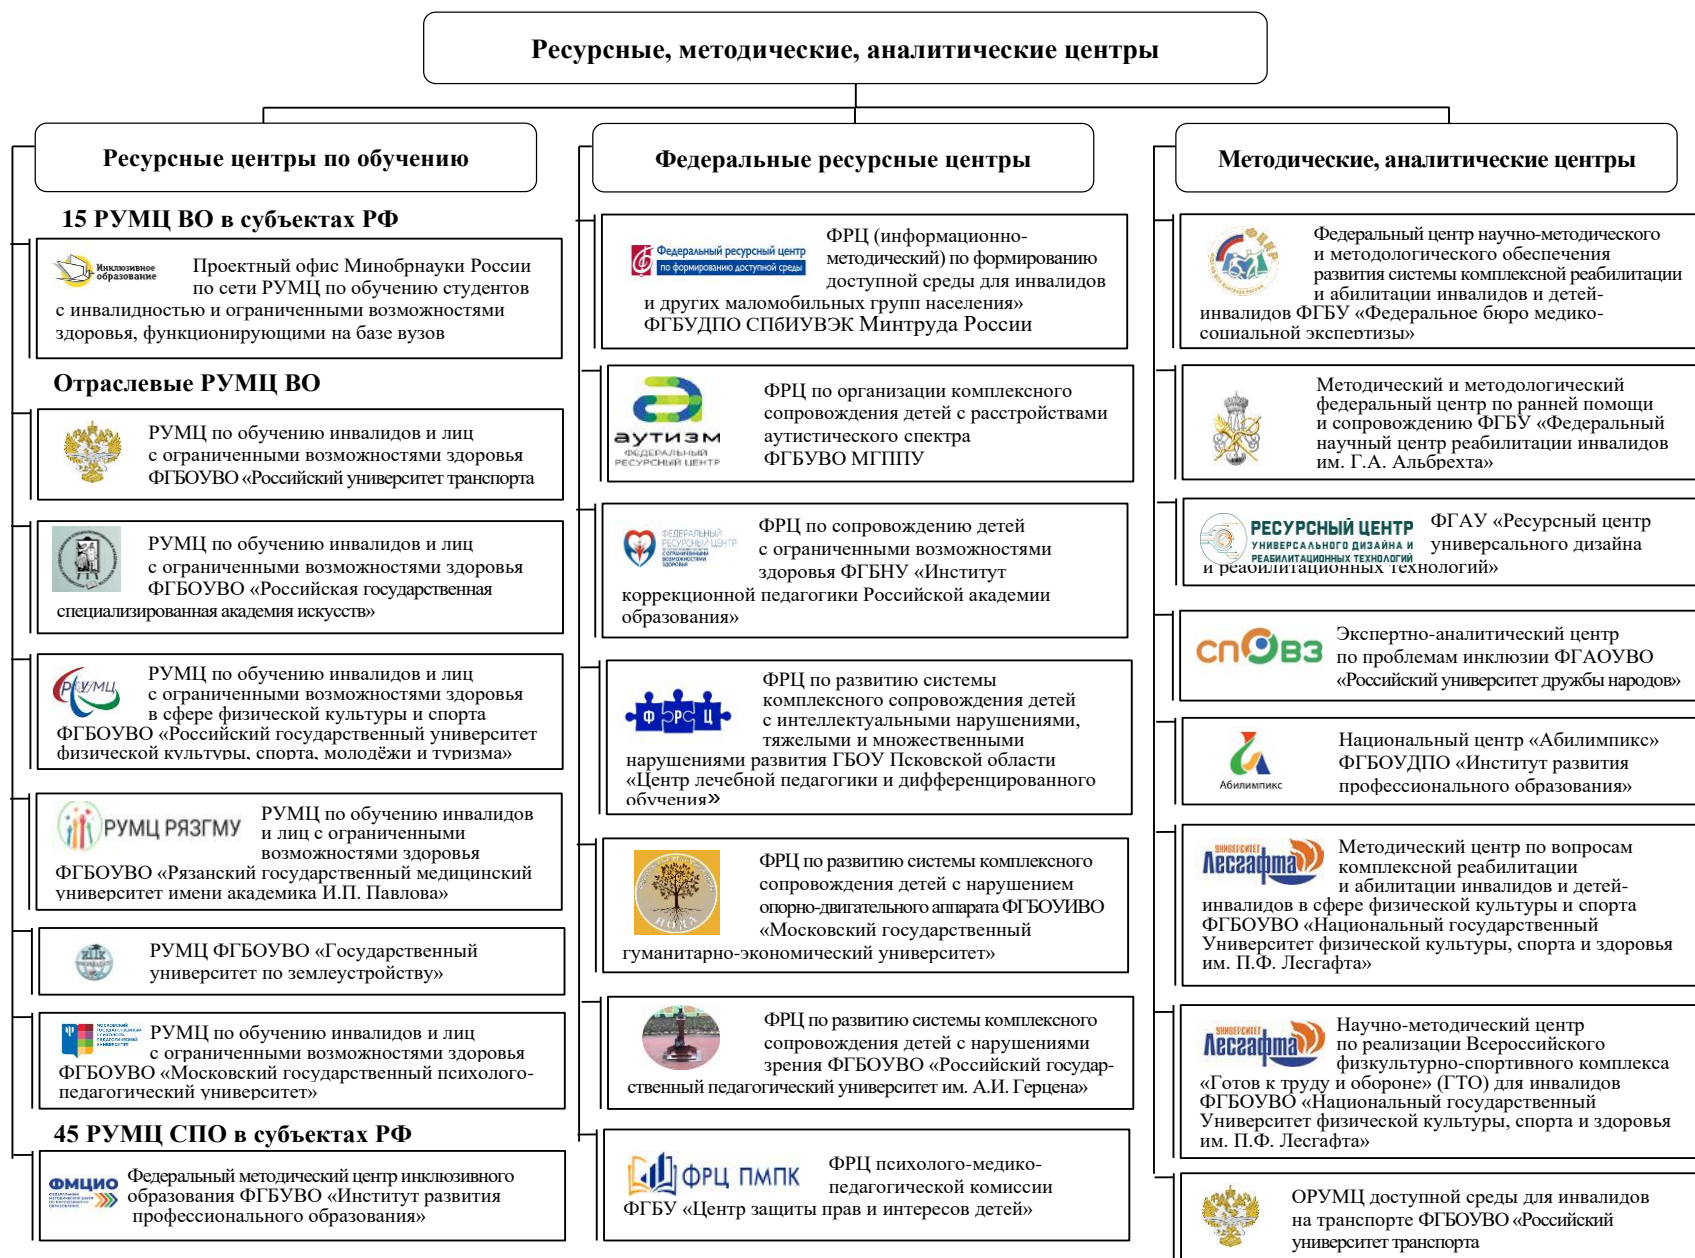 Ресурсные, методические, аналитические центры
Ресурсные центры по обучению
15 РУМЦ ВО в субъектах РФ
Инклюзивное
образование
Проектный офис Минобрнауки России
по сети РУМЦ по обучению студентов
с инвалидностью и ограниченными возможностями
здоровья, функционирующими на базе вузов
Отраслевые РУМЦ ВО
РУМЦ по обучению инвалидов и лиц
с ограниченными возможностями здоровья
ФГБОУВО «Российский университет транспорта
РУМЦ по обучению инвалидов и лиц
с ограниченными возможностями здоровья
ФГБОУВО «Российская государственная
специализированная академия искусств»
РУМЦ
РУМЦ по обучению инвалидов и лиц
с ограниченными возможностями здоровья
в сфере физической культуры и спорта
ФГБОУВО «Российский государственный университет
физической культуры, спорта, молодёжи и туризма»
РУМЦ РЯЗГМУ
РУМЦ по обучению инвалидов
и лиц с ограниченными
возможностями здоровья
ФГБОУВО «Рязанский государственный медицинский
университет имени академика И.П. Павлова»
РУМЦ ФГБОУВО «Государственный
университет по землеустройству»
МОСКОВСКИЙ
ГОСУДАРСТВЕННЫЙ
ПСИХОЛОГО-
ПЕДАГОГИЧЕСКИЙ
УНИВЕРСИТЕТ
РУМЦ по обучению инвалидов и лиц
с ограниченными возможностями здоровья
ФГБОУВО «Московский государственный психолого-
педагогический университет»
45 РУМЦ СПО в субъектах РФ
ФМЦИО
Федеральный методический центр инклюзивного
образования ФГБУВО «Институт развития
профессионального образования»
Федеральные ресурсные центры
Федеральный ресурсный центр
по формированию доступной среды
ФРЦ (информационно-
методический) по формированию
доступной среды для инвалидов
и других маломобильных групп населения»
ФГБУДПО СПбИУВЭК Минтруда России
аутизм
ФЕДЕРАЛЬНЫЙ
РЕСУРСНЫЙ ЦЕНТР
ФРЦ по организации комплексного
сопровождения детей с расстройствами
аутистического спектра
ФГБУВО МГППУ
ФЕДЕРАЛЬНЫЙ
РЕСУРСНЫЙ ЦЕНТР
С ОГРАНИЧЕННЫМИ
ВОЗМОЖНОСТЯМИ
ЗДОРОВЬЯ
ФРЦ по сопровождению детей
с ограниченными возможностями
здоровья ФГБНУ «Институт
коррекционной педагогики Российской академии
образования»
ФРЦ
ФРЦ по развитию системы
комплексного сопровождения детей
с интеллектуальными нарушениями,
тяжелыми и множественными
нарушениями развития ГБОУ Псковской области
«Центр лечебной педагогики и дифференцированного
обучения»
НОДА
ФРЦ по развитию системы комплексного
сопровождения детей с нарушением
опорно-двигательного аппарата ФГБОУИВО
«Московский государственный
гуманитарно-экономический университет»
ФРЦ по развитию системы комплексного
сопровождения детей с нарушениями
зрения ФГБОУВО «Российский государ-
ственный педагогический университет им. А.И. Герцена»
ФРЦ ПМПК
ФРЦ психолого-медико-
педагогической комиссии
ФГБУ «Центр защиты прав и интересов детей»
Методические, аналитические центры
Федеральный центр научно-методического
и методологического обеспечения
развития системы комплексной реабилитации
и абилитации инвалидов и детей-
инвалидов ФГБУ «Федеральное бюро медико-
социальной экспертизы»
Методический и методологический
федеральный центр по ранней помощи
и сопровождению ФГБУ «Федеральный
научный центр реабилитации инвалидов
им. Г.А. Альбрехта»
РЕСУРСНЫЙ ЦЕНТР
УНИВЕРСАЛЬНОГО ДИЗАЙНА И
РЕАБИЛИТАЦИОННЫХ ТЕХНОЛОГИЙ
ФГАУ «Ресурсный центр
универсального дизайна
и реабилитационных технологий»
СПОВЗ
Экспертно-аналитический центр
по проблемам инклюзии ФГАОУВО
«Российский университет дружбы народов»
Абилимпикс
Национальный центр «Абилимпикс»
ФГБОУДПО «Институт развития
профессионального образования»
УНИВЕРСИТЕТ
Лесгафта
Методический центр по вопросам
комплексной реабилитации
и абилитации инвалидов и детей-
инвалидов в сфере физической культуры и спорта
ФГБОУВО «Национальный государственный
Университет физической культуры, спорта и здоровья
им. П.Ф. Лесгафта»
УНИВЕРСИТЕТ
Лесгафта
Научно-методический центр
по реализации Всероссийского
физкультурно-спортивного комплекса
«Готов к труду и обороне» (ГТО) для инвалидов
ФГБОУВО «Национальный государственный
Университет физической культуры, спорта и здоровья
им. П.Ф. Лесгафта»
ОРУМЦ доступной среды для инвалидов
на транспорте ФГБОУВО «Российский
университет транспорта